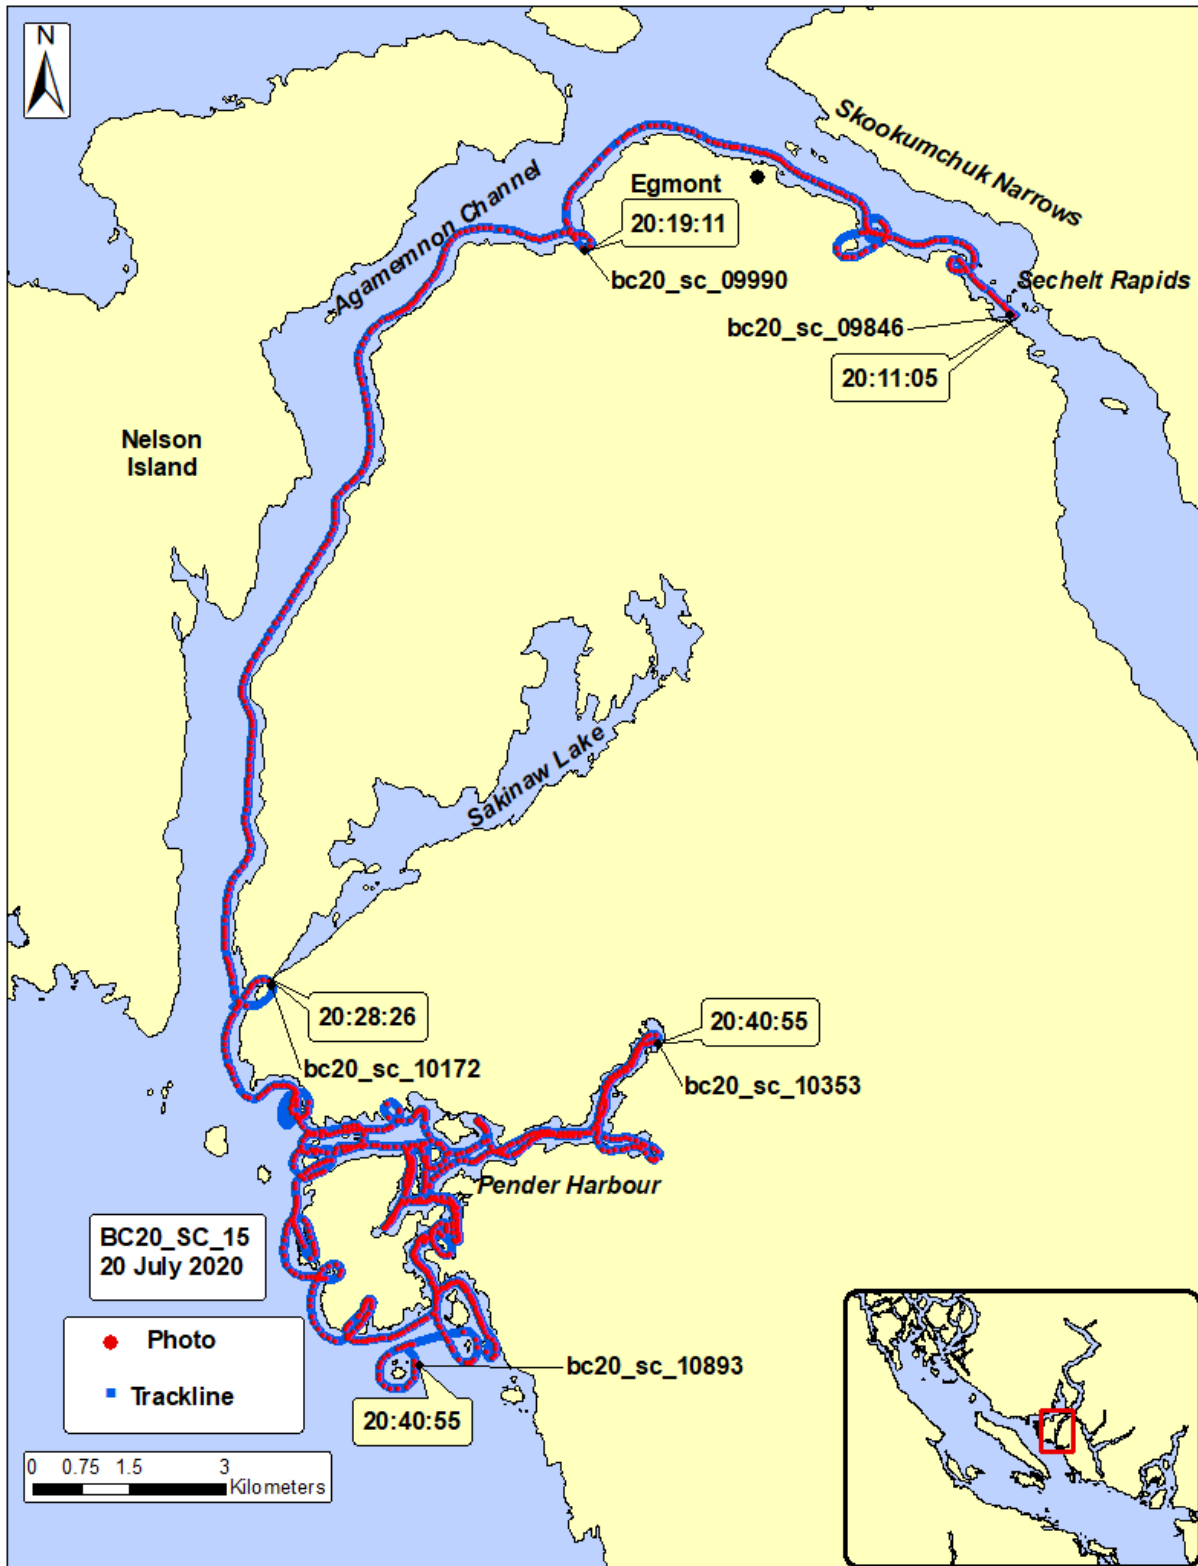 N
Skookumchuk Narrows
Egmont
20:19:11
Agamemnon Channel
bc20_sc_09990
Sechelt Rapids
bc20_sc_09846
20:11:05
Nelson
Island
Sakinaw Lake
20:28:26
20:40:55
bc20_sc_10172
bc20_sc_10353
Pender Harbour
BC20_SC_15
20 July 2020
Photo
Trackline
bc20_sc_10893
20:40:55
0 0.75 1.5 3
Kilometers